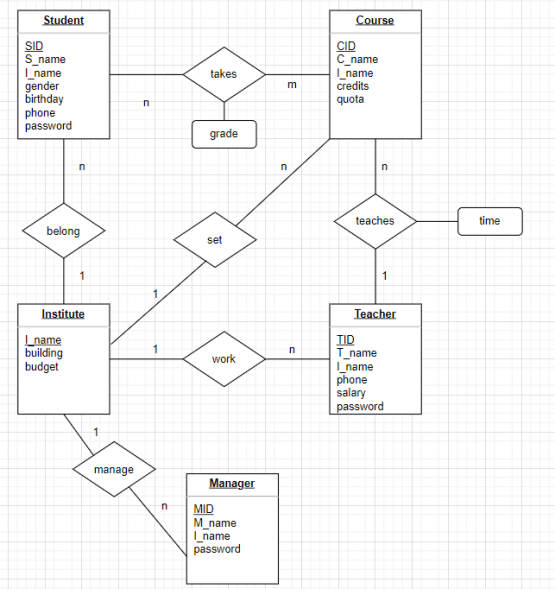 Student
SID
S_name
I_name
gender
birthday
phone
password
n
takes
grade
m
Course
CID
C_name
I_name
credits
quota
n
belong
1
n
set
1
n
teaches
time
1
Institute
I_name
building
budget
1
work
n
Teacher
TID
T_name
I_name
phone
salary
password
1
manage
n
Manager
MID
M_name
I_name
password